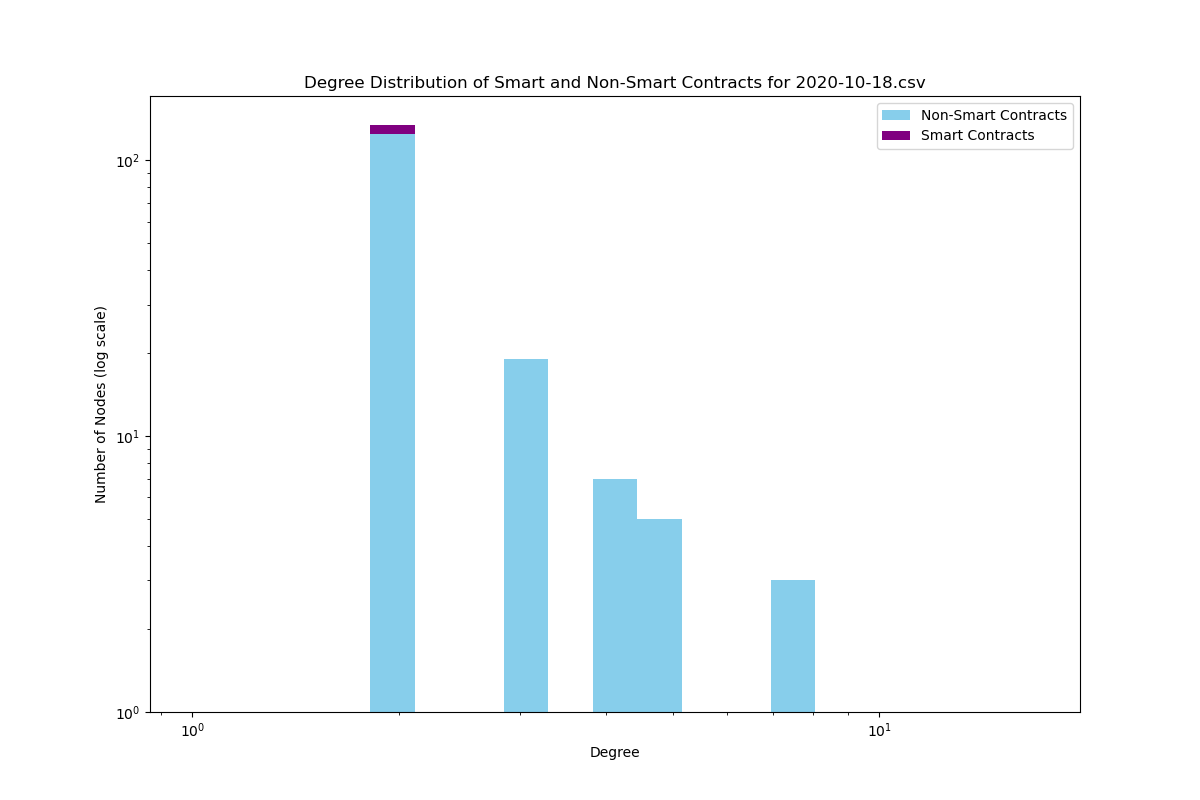 Degree Distribution of Smart and Non-Smart Contracts for 2020-10-18.csv
Non-Smart Contracts
Smart Contracts
Number of Nodes (log scale)
10²
10¹
10⁰
10⁰ 10¹
Degree